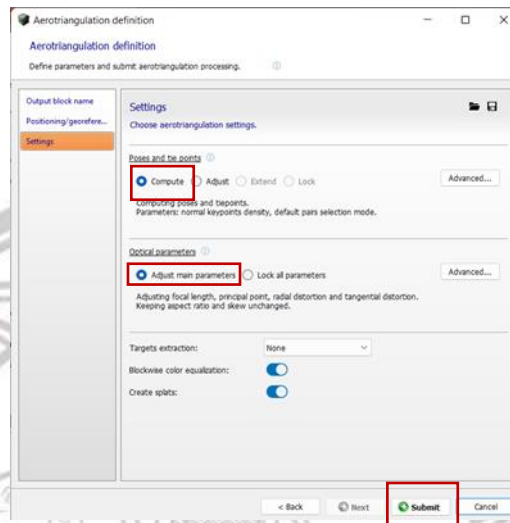 Aerotriangulation definition
Aerotriangulation definition
Define parameters and submit aerotriangulation processing.
Output block name
Positioning/georefere...
Settings
Settings
Choose aerotriangulation settings.
Poses and tie points
Compute Adjust Extend Lock Advanced...
Computing poses and tiepoints.
Parameters: normal keypoints density, default pairs selection mode.
Optical parameters
Adjust main parameters Lock all parameters Advanced...
Adjusting focal length, principal point, radial distortion and tangential distortion.
Keeping aspect ratio and skew unchanged.
Targets extraction: None
Blockwise color equalization:
Create splats:
< Back Next Submit Cancel